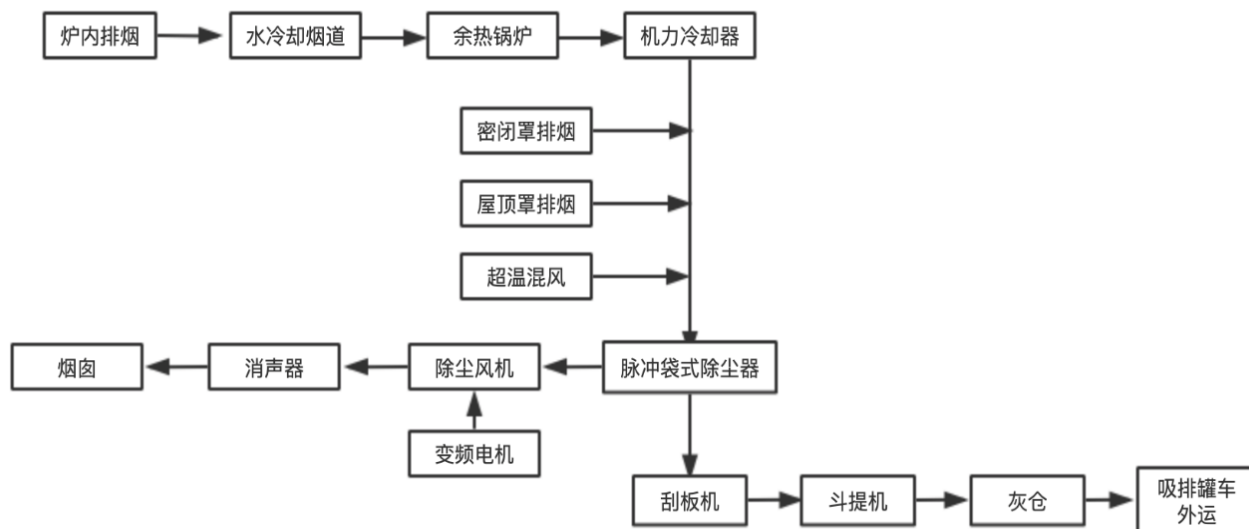 炉内排烟
水冷却烟道
余热锅炉
机力冷却器
密闭罩排烟
屋顶罩排烟
超温混风
烟囱
消声器
除尘风机
脉冲袋式除尘器
变频电机
刮板机
斗提机
灰仓
吸排罐车
外运